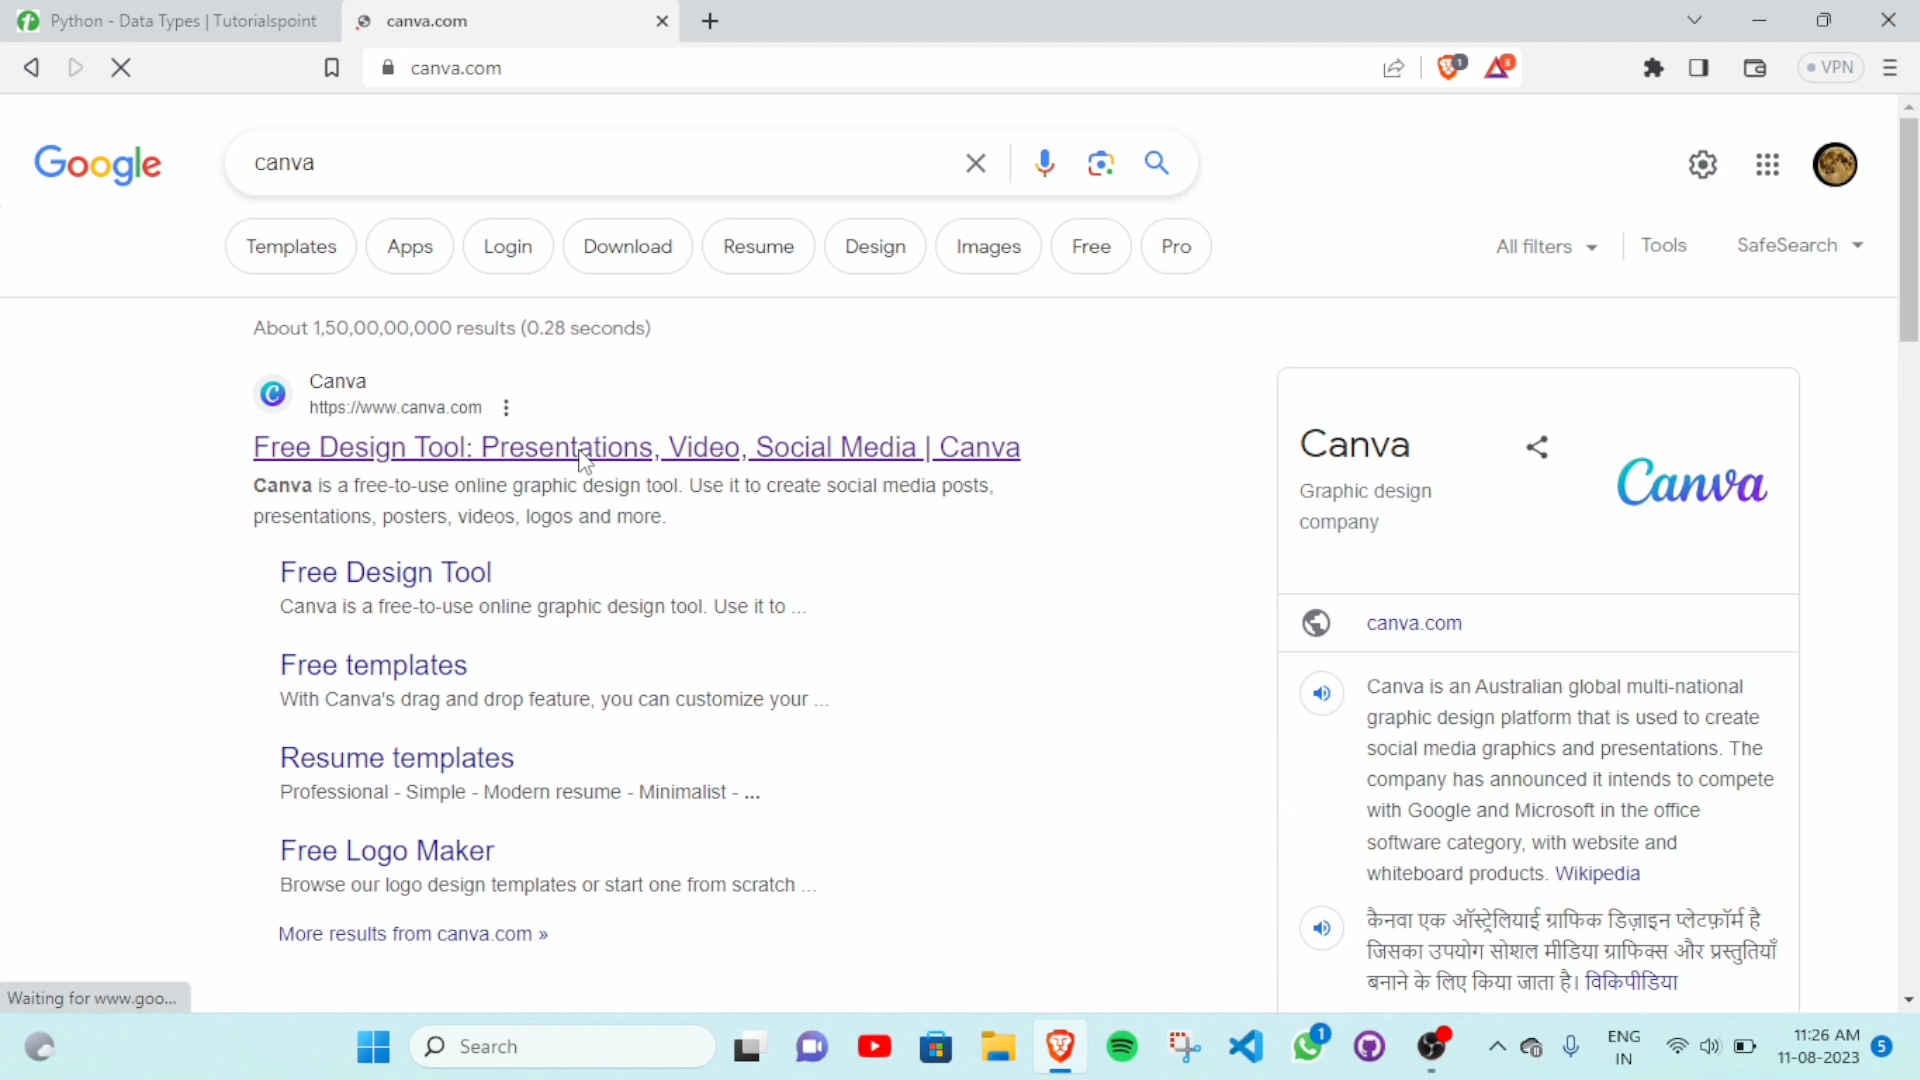 Python - Data Types | Tutorialspoint
canva.com
canva.com
1
3
VPN
Google
canva
Templates
Apps
Login
Download
Resume
Design
Images
Free
Pro
All filters
Tools
SafeSearch
About 1,50,00,00,000 results (0.28 seconds)
Canva
https://www.canva.com
Free Design Tool: Presentations, Video, Social Media | Canva
Canva is a free-to-use online graphic design tool. Use it to create social media posts,
presentations, posters, videos, logos and more.
Free Design Tool
Canva is a free-to-use online graphic design tool. Use it to ...
Free templates
With Canva's drag and drop feature, you can customize your ...
Resume templates
Professional - Simple - Modern resume - Minimalist - ...
Free Logo Maker
Browse our logo design templates or start one from scratch ...
More results from canva.com »
Canva
Graphic design
company
Canva
canva.com
Canva is an Australian global multi-national
graphic design platform that is used to create
social media graphics and presentations. The
company has announced it intends to compete
with Google and Microsoft in the office
software category, with website and
whiteboard products. Wikipedia
कैनवा एक ऑस्ट्रेलियाई ग्राफिक डिज़ाइन प्लेटफ़ॉर्म है
जिसका उपयोग सोशल मीडिया ग्राफिक्स और प्रस्तुतियाँ
बनाने के लिए किया जाता है। विकिपीडिया
Waiting for www.goo...
Search
1
ENG
IN
11:26 AM
11-08-2023
5